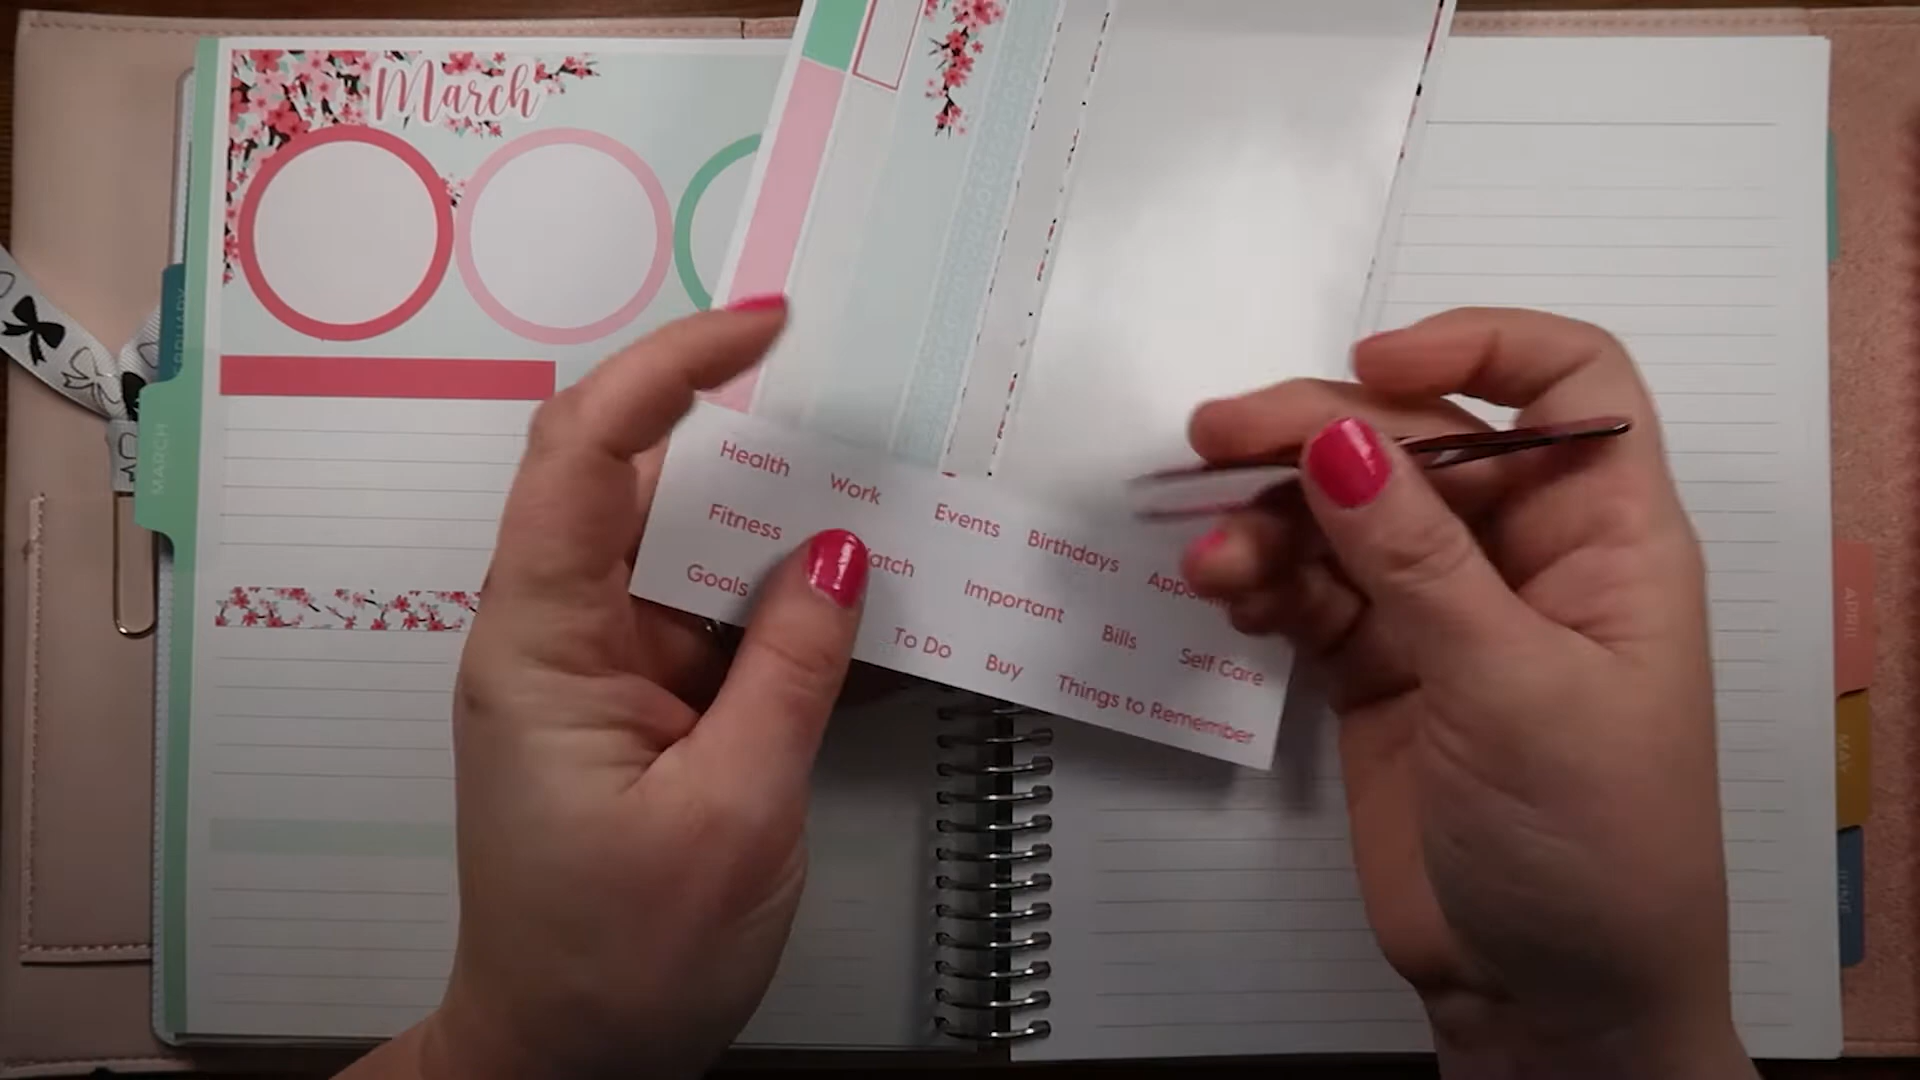 March
MARCH
Health Work Events Birthdays
Fitness Important Bills Self Care
Goals To Do Buy Things to Remember
APRIL
MAY
JUNE